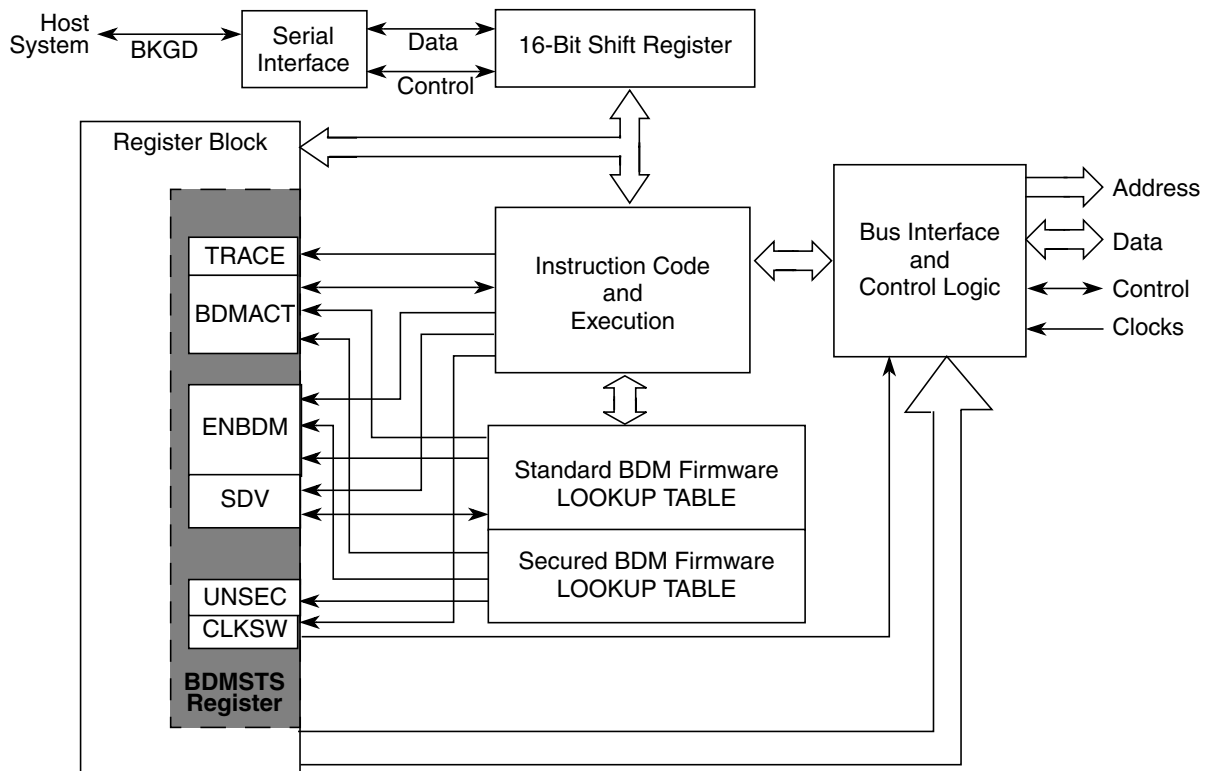 Host
System
BKGD
Serial
Interface
Data
Control
16-Bit Shift Register
Register Block
TRACE
BDMACT
ENBDM
SDV
UNSEC
CLKSW
BDMSTS
Register
Instruction Code
and
Execution
Standard BDM Firmware
LOOKUP TABLE
Secured BDM Firmware
LOOKUP TABLE
Bus Interface
and
Control Logic
Address
Data
Control
Clocks